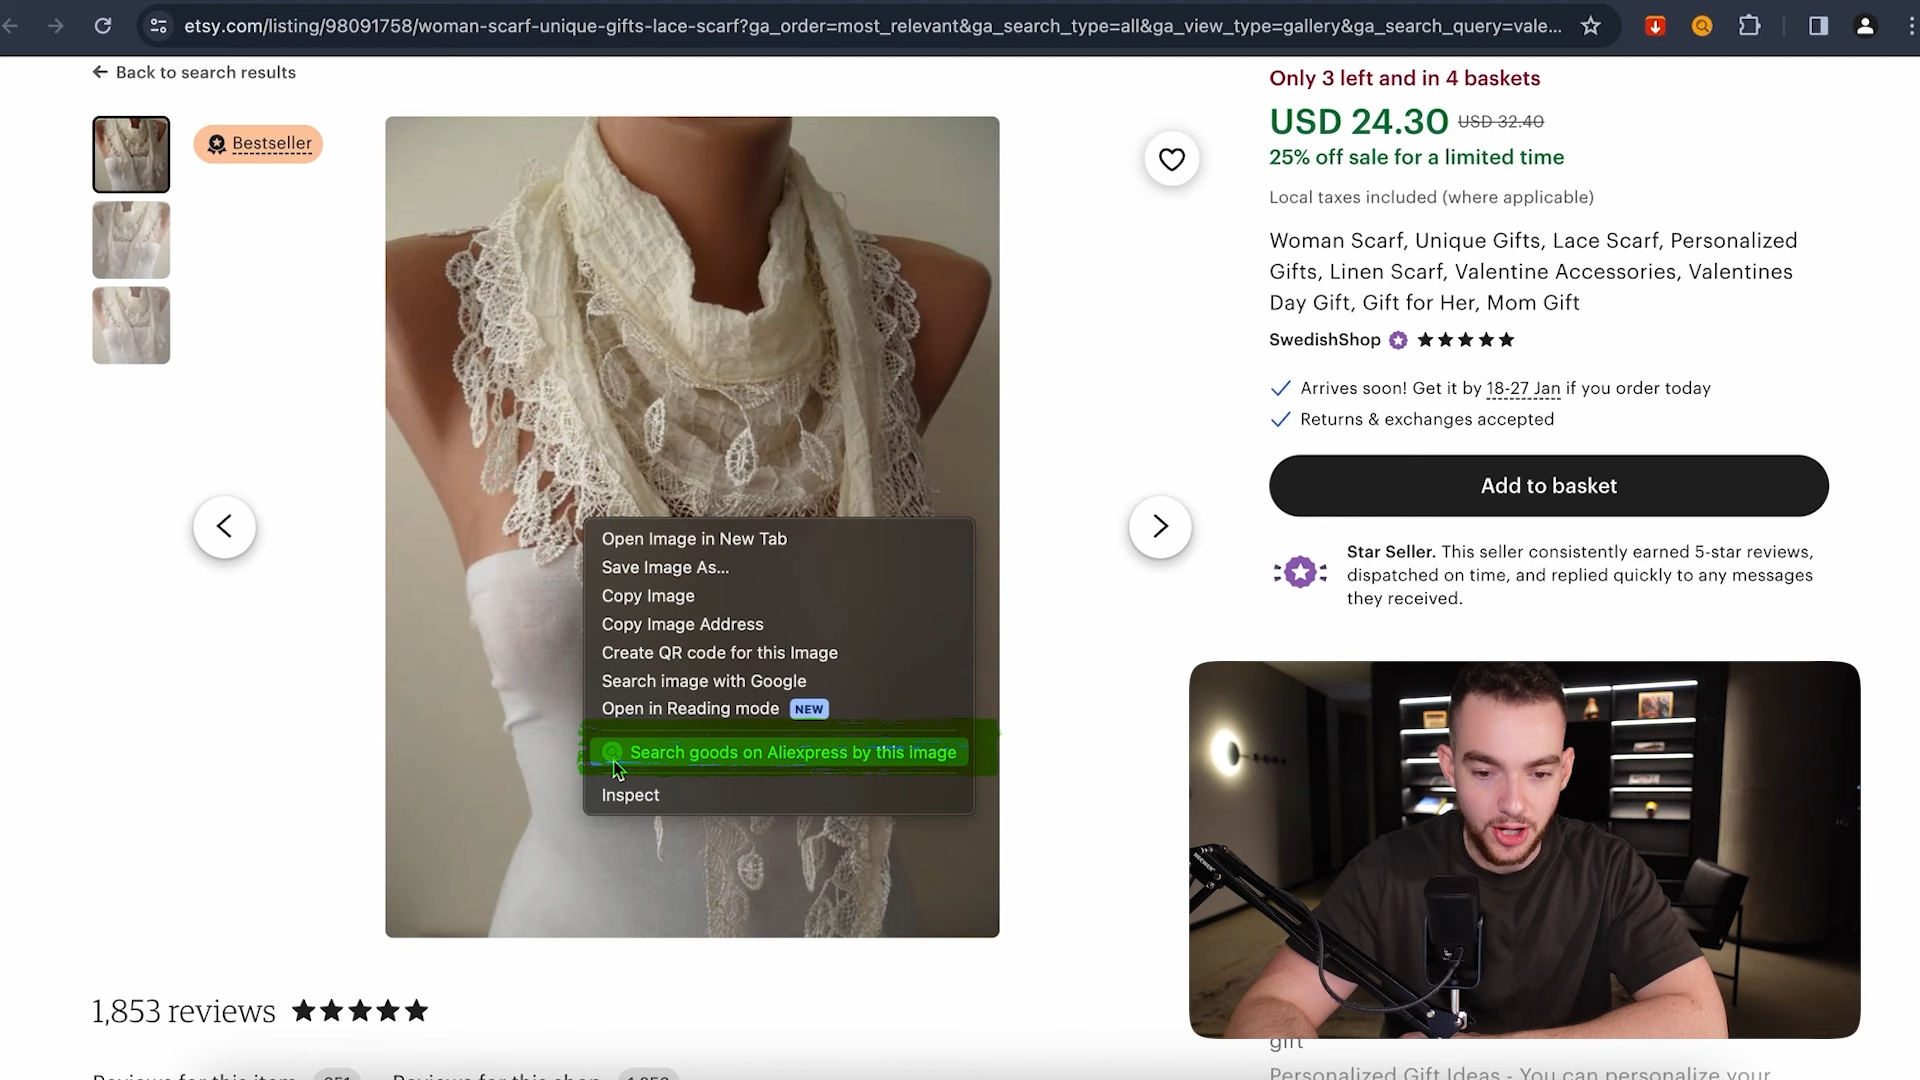 etsy.com/listing/98091758/woman-scarf-unique-gifts-lace-scarf?ga_order=most_relevant&ga_search_type=all&ga_view_type=gallery&ga_search_query=vale...
Back to search results
Bestseller
Only 3 left and in 4 baskets
USD 24.30 USD 32.40
25% off sale for a limited time
Local taxes included (where applicable)
Woman Scarf, Unique Gifts, Lace Scarf, Personalized
Gifts, Linen Scarf, Valentine Accessories, Valentines
Day Gift, Gift for Her, Mom Gift
SwedishShop
Arrives soon! Get it by 18-27 Jan if you order today
Returns & exchanges accepted
Add to basket
Star Seller. This seller consistently earned 5-star reviews,
dispatched on time, and replied quickly to any messages
they received.
Open Image in New Tab
Save Image As...
Copy Image
Copy Image Address
Create QR code for this Image
Search image with Google
Open in Reading mode NEW
Search goods on Aliexpress by this image
Inspect
1,853 reviews
Reviews for this item 251 Reviews for this shop 1,853
gift
Personalized Gift Ideas - You can personalize your